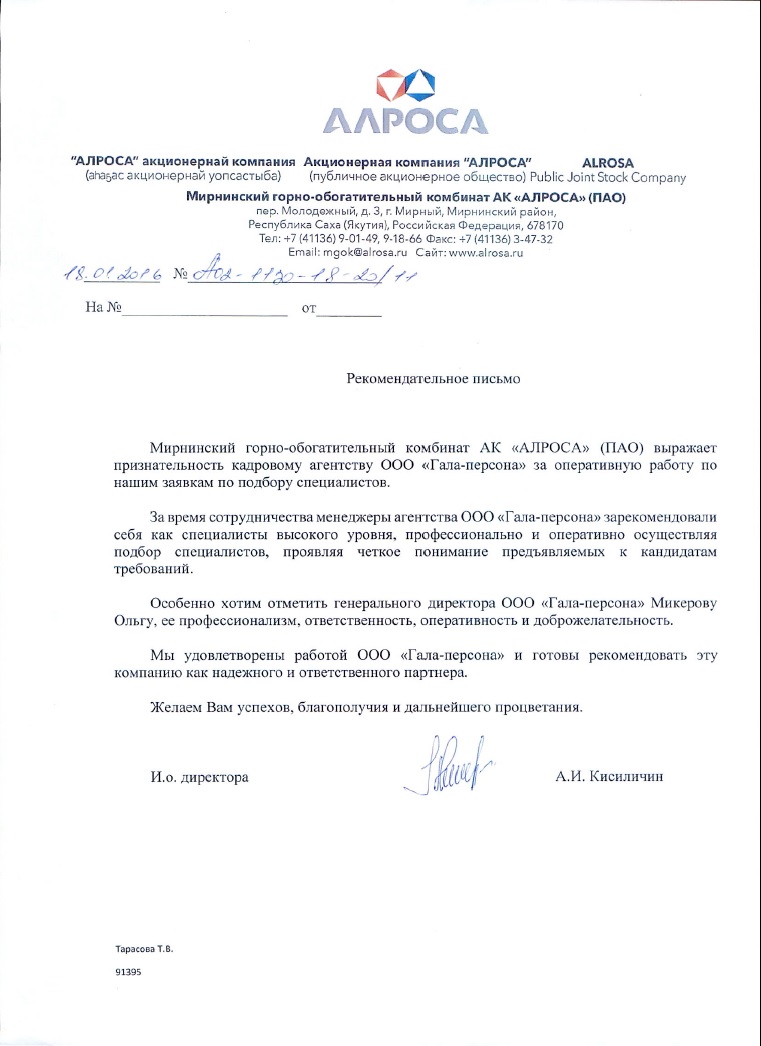 АЛРОСА
"АЛРОСА" акционернай компания Акционерная компания "АЛРОСА" ALROSA
(аһаҕас акционернай уопсастыба) (публичное акционерное общество) Public Joint Stock Company
Мирнинский горно-обогатительный комбинат АК «АЛРОСА» (ПАО)
пер. Молодежный, д. 3, г. Мирный, Мирнинский район,
Республика Саха (Якутия), Российская Федерация, 678170
Тел: +7 (41136) 9-01-49, 9-18-66 Факс: +7 (41136) 3-47-32
Email: mgok@alrosa.ru Сайт: www.alrosa.ru
18.01.2016 № А02-1130-18-20/11
На №______________________ от_________
Рекомендательное письмо
Мирнинский горно-обогатительный комбинат АК «АЛРОСА» (ПАО) выражает
признательность кадровому агентству ООО «Гала-персона» за оперативную работу по
нашим заявкам по подбору специалистов.
За время сотрудничества менеджеры агентства ООО «Гала-персона» зарекомендовали
себя как специалисты высокого уровня, профессионально и оперативно осуществляя
подбор специалистов, проявляя четкое понимание предъявляемых к кандидатам
требований.
Особенно хотим отметить генерального директора ООО «Гала-персона» Микерову
Ольгу, ее профессионализм, ответственность, оперативность и доброжелательность.
Мы удовлетворены работой ООО «Гала-персона» и готовы рекомендовать эту
компанию как надежного и ответственного партнера.
Желаем Вам успехов, благополучия и дальнейшего процветания.
И.о. директора А.И. Кисиличин
Тарасова Т.В.
91395